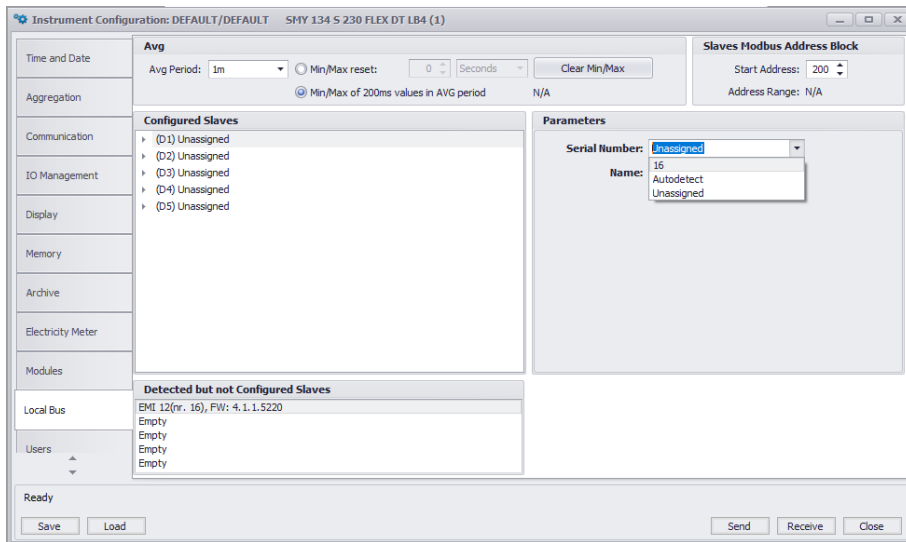 Instrument Configuration: DEFAULT/DEFAULT SMY 134 S 230 FLEX DT LB4 (1)
Time and Date
Aggregation
Communication
IO Management
Display
Memory
Archive
Electricity Meter
Modules
Local Bus
Users
Avg
Avg Period: 1m
Min/Max reset: 0 Seconds
Clear Min/Max
Min/Max of 200ms values in AVG period N/A
Slaves Modbus Address Block
Start Address: 200
Address Range: N/A
Configured Slaves
(D1) Unassigned
(D2) Unassigned
(D3) Unassigned
(D4) Unassigned
(D5) Unassigned
Parameters
Serial Number: Unassigned
16
Autodetect
Unassigned
Name:
Detected but not Configured Slaves
EMI 12(nr. 16), FW: 4.1.1.5220
Empty
Empty
Empty
Empty
Ready
Save Load Send Receive Close